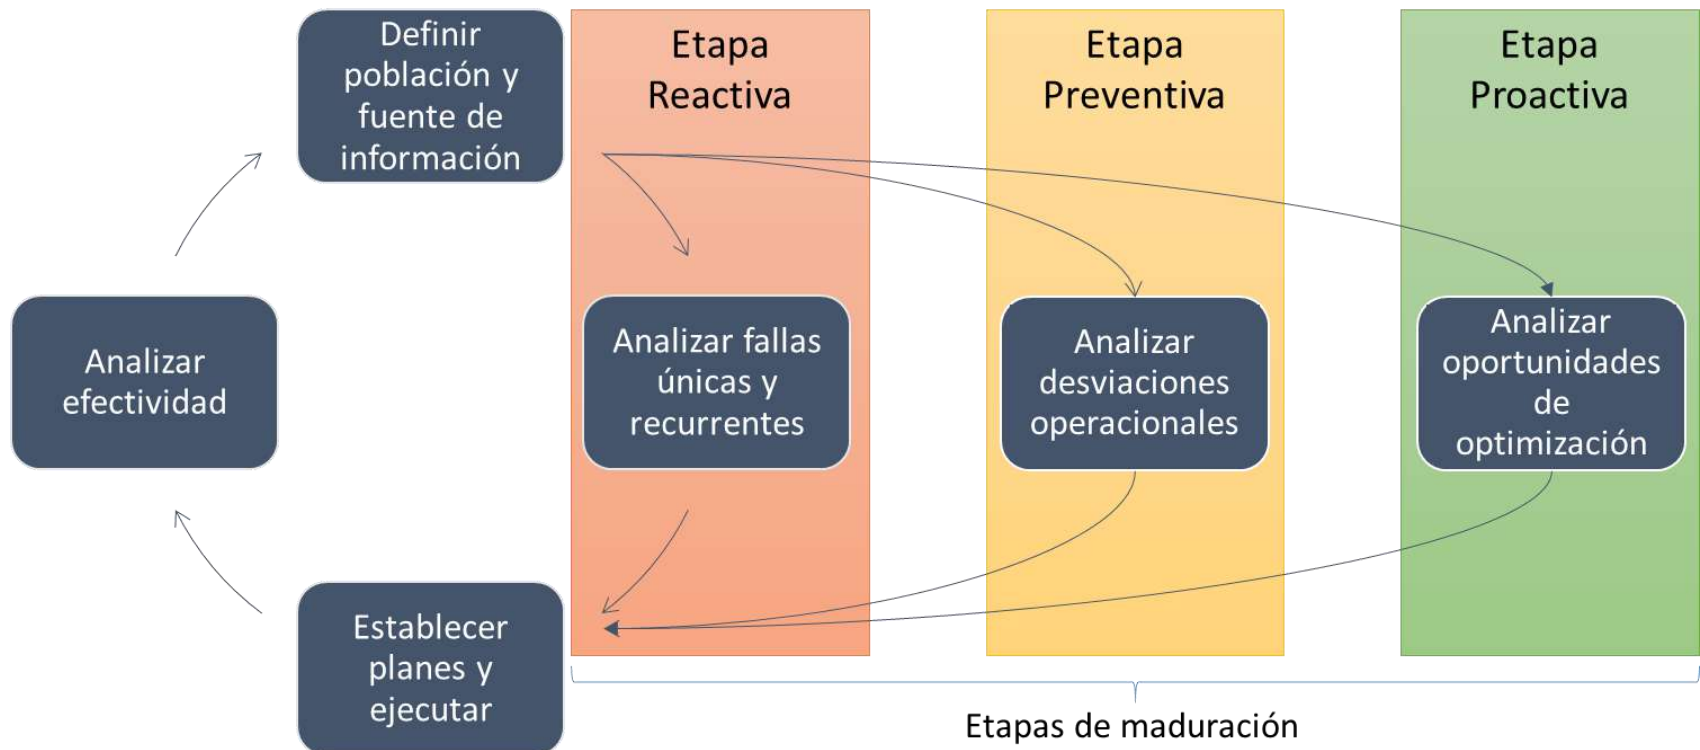 Definir
población y
fuente de
información
Etapa
Reactiva
Etapa
Preventiva
Etapa
Proactiva
Analizar
efectividad
Analizar fallas
únicas y
recurrentes
Analizar
desviaciones
operacionales
Analizar
oportunidades
de
optimización
Establecer
planes y
ejecutar
Etapas de maduración